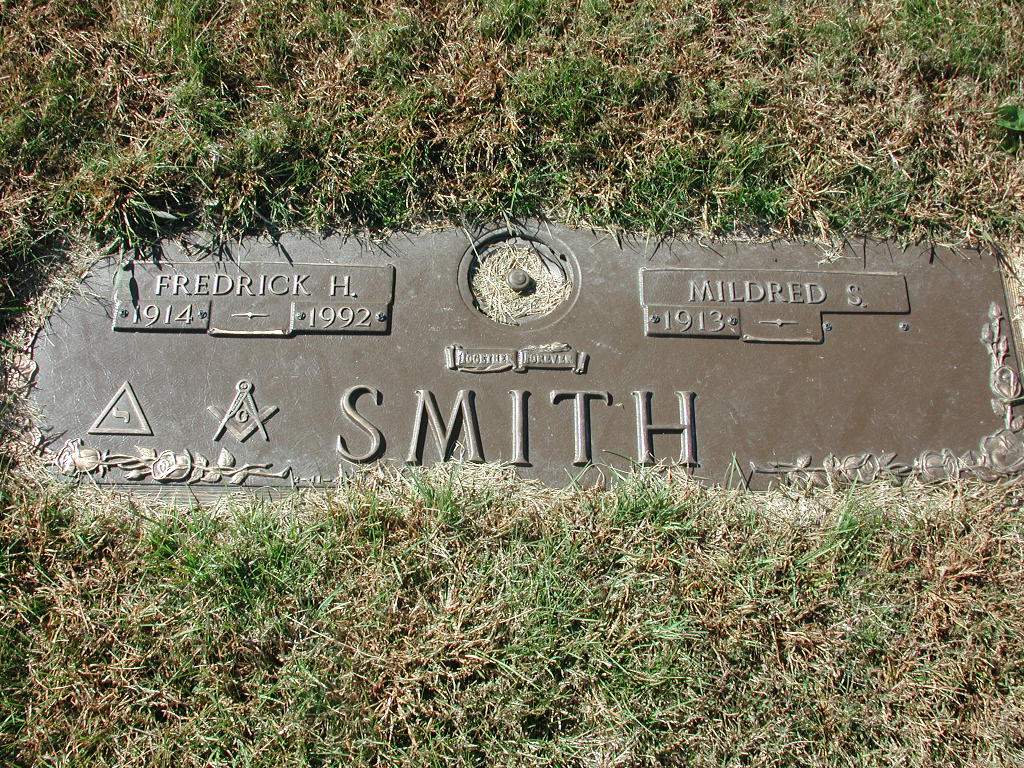 FREDRICK H.
1914 1992
MILDRED S.
1913
TOGETHER FOREVER
G
SMITH